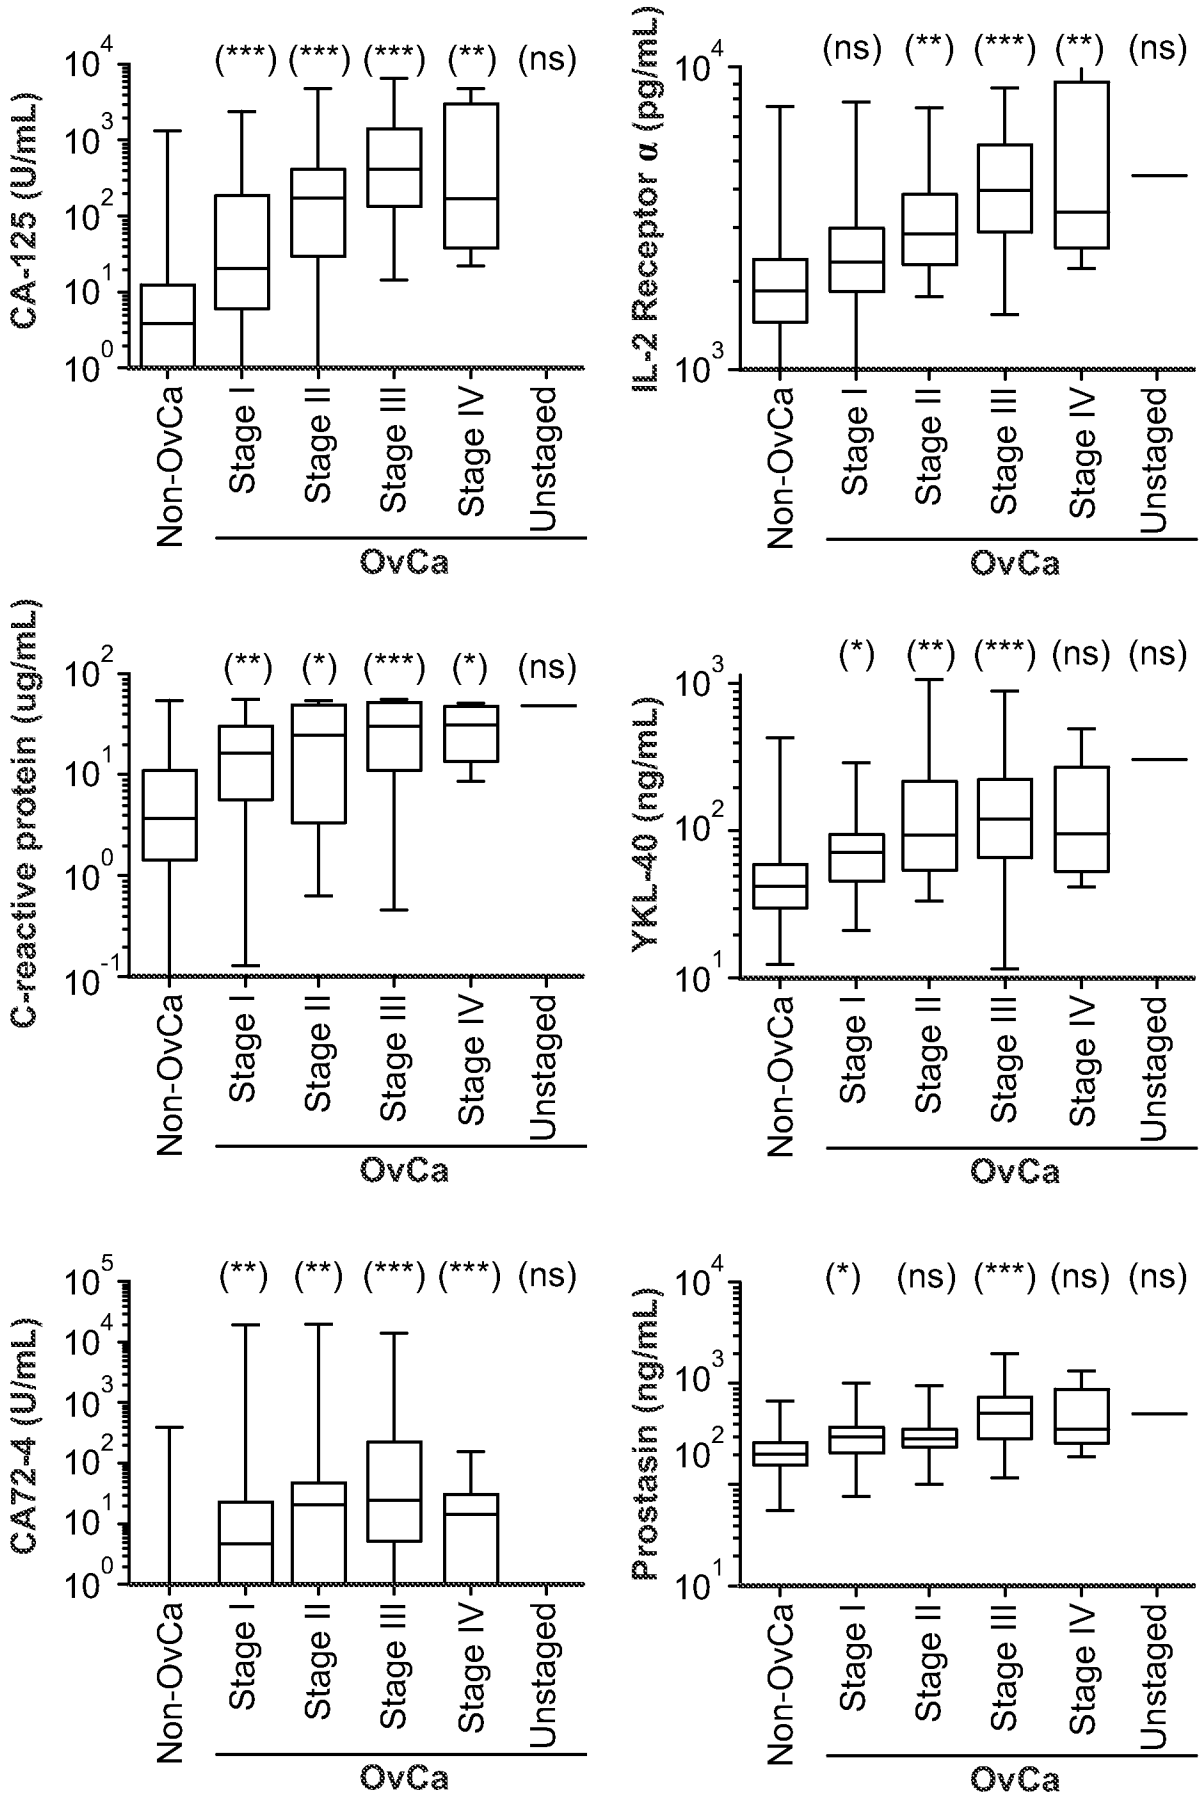 CA-125 (U/mL)
(***) (***) (***) (**) (ns)
10^4
10^3
10^2
10^1
10^0
Non-OvCa
Stage I
Stage II
Stage III
Stage IV
Unstaged
OvCa
IL-2 Receptor α (pg/mL)
(ns) (**) (***) (**) (ns)
10^4
10^3
Non-OvCa
Stage I
Stage II
Stage III
Stage IV
Unstaged
OvCa
C-reactive protein (ug/mL)
(**) (*) (***) (*) (ns)
10^2
10^1
10^0
10^-1
Non-OvCa
Stage I
Stage II
Stage III
Stage IV
Unstaged
OvCa
YKL-40 (ng/mL)
(*) (**) (***) (ns) (ns)
10^3
10^2
10^1
Non-OvCa
Stage I
Stage II
Stage III
Stage IV
Unstaged
OvCa
CA72-4 (U/mL)
(**) (**) (***) (***) (ns)
10^5
10^4
10^3
10^2
10^1
10^0
Non-OvCa
Stage I
Stage II
Stage III
Stage IV
Unstaged
OvCa
Prostasin (ng/mL)
(*) (ns) (***) (ns) (ns)
10^4
10^3
10^2
10^1
Non-OvCa
Stage I
Stage II
Stage III
Stage IV
Unstaged
OvCa